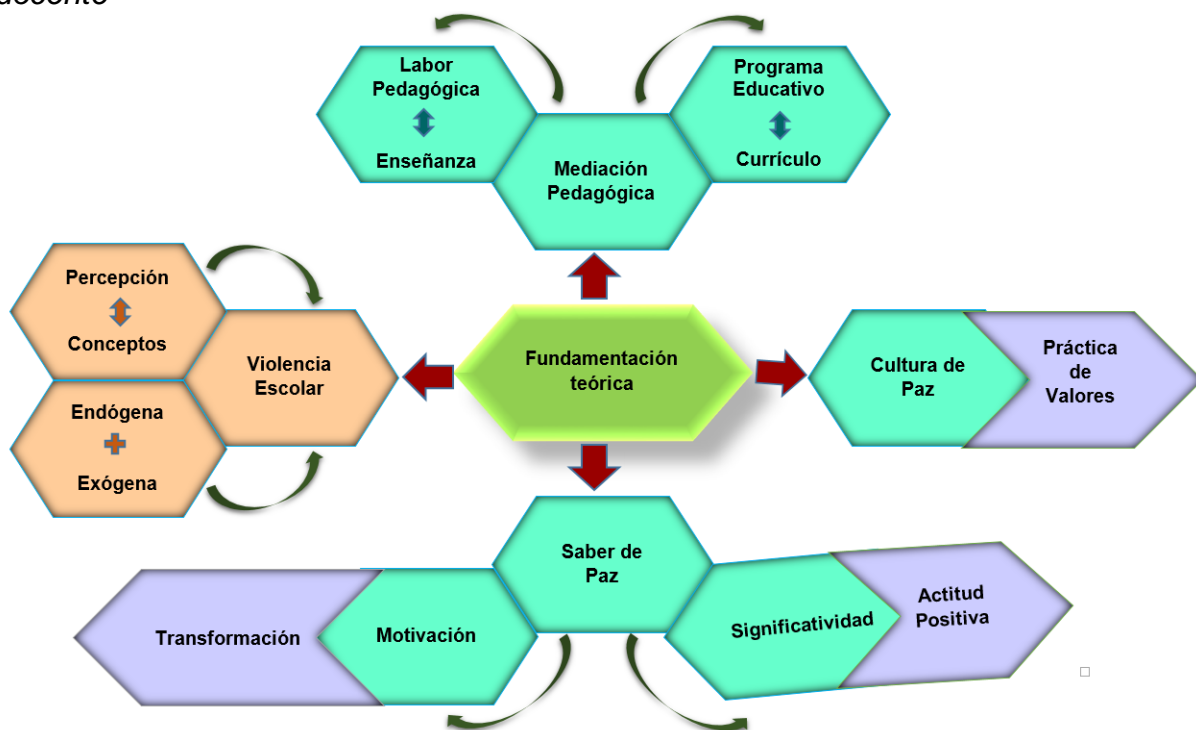 Labor
Pedagógica
Enseñanza
Programa
Educativo
Currículo
Mediación
Pedagógica
Percepción
Conceptos
Violencia
Escolar
Endógena
Exógena
Fundamentación
teórica
Cultura de
Paz
Práctica
de
Valores
Saber de
Paz
Transformación
Motivación
Significatividad
Actitud
Positiva